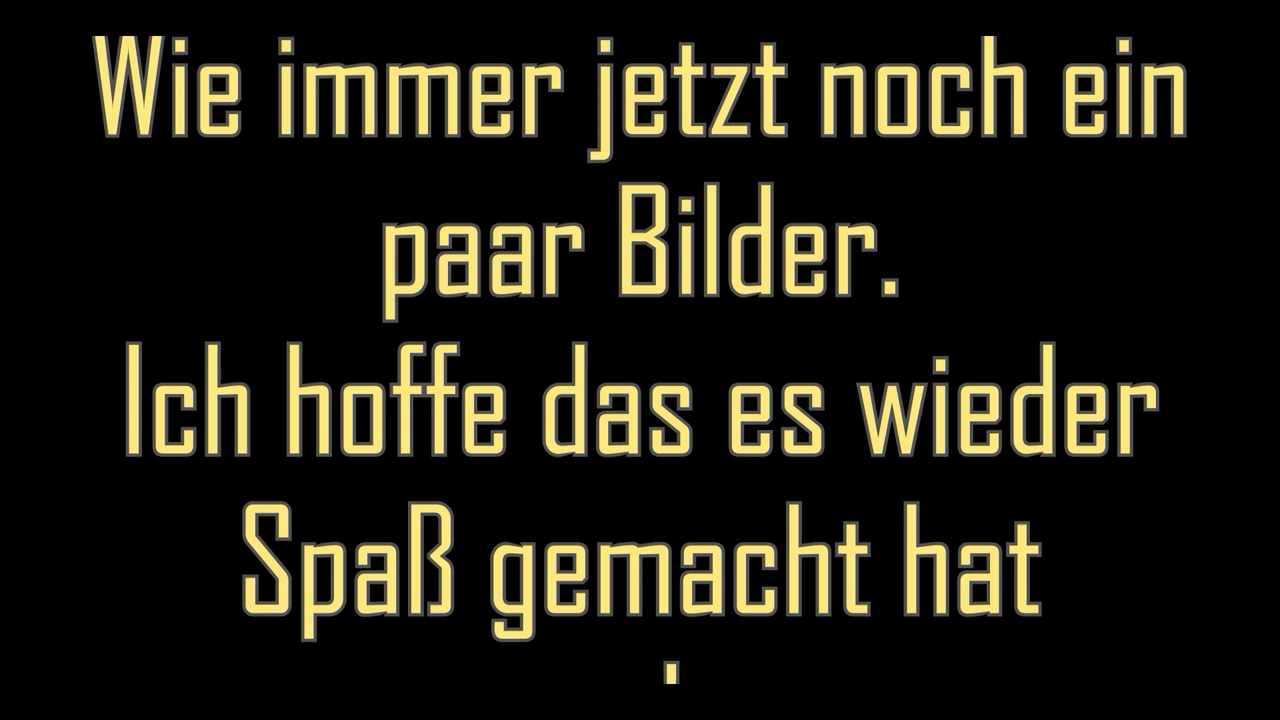 Wie immer jetzt noch ein
paar Bilder.
Ich hoffe das es wieder
Spaß gemacht hat